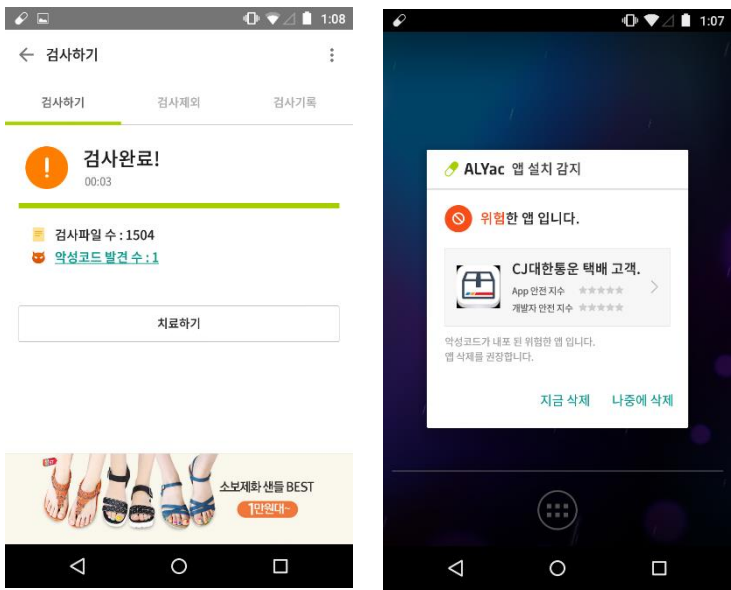 1:08
검사하기
검사하기
검사제외
검사기록
검사완료!
00:03
검사파일 수 : 1504
악성코드 발견 수 : 1
치료하기
소보제화 샌들 BEST
1만원대~
1:07
ALYac 앱 설치 감지
위험한 앱 입니다.
CJ대한통운 택배 고객.
App 안전 지수
개발자 안전 지수
악성코드가 내포 된 위험한 앱 입니다.
앱 삭제를 권장합니다.
지금 삭제 나중에 삭제